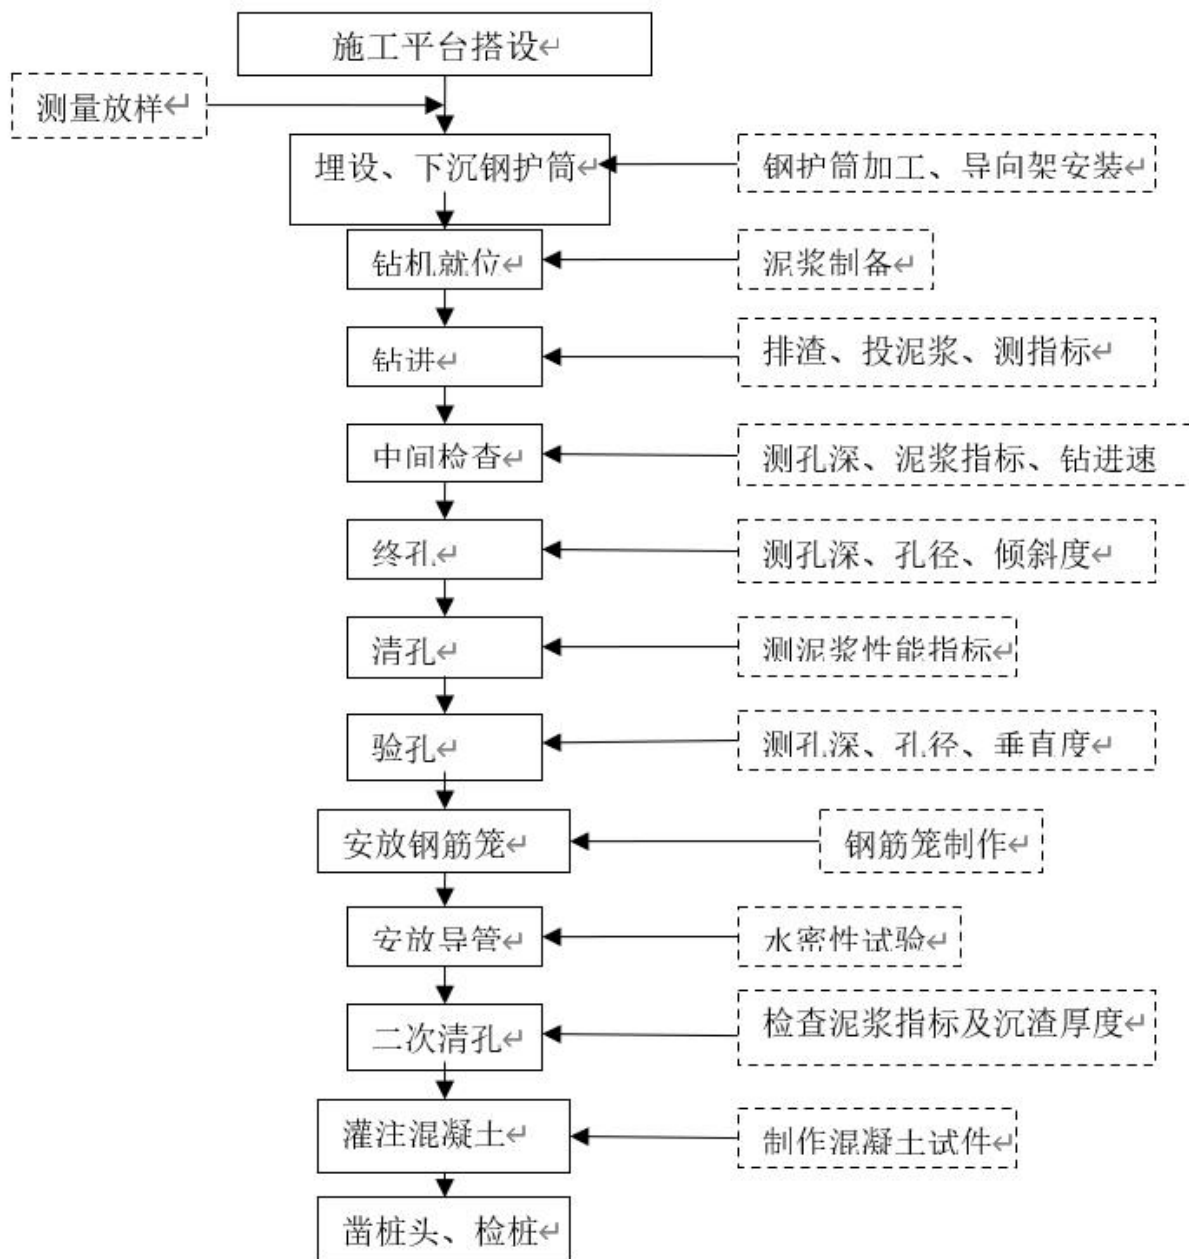 施工平台搭设
测量放样
埋设、下沉钢护筒
钢护筒加工、导向架安装
钻机就位
泥浆制备
钻进
排渣、投泥浆、测指标
中间检查
测孔深、泥浆指标、钻进速
终孔
测孔深、孔径、倾斜度
清孔
测泥浆性能指标
验孔
测孔深、孔径、垂直度
安放钢筋笼
钢筋笼制作
安放导管
水密性试验
二次清孔
检查泥浆指标及沉渣厚度
灌注混凝土
制作混凝土试件
凿桩头、检桩